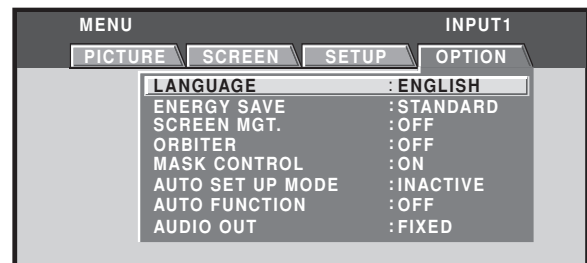 MENU INPUT1
PICTURE SCREEN SETUP OPTION
LANGUAGE :ENGLISH
ENERGY SAVE :STANDARD
SCREEN MGT. :OFF
ORBITER :OFF
MASK CONTROL :ON
AUTO SET UP MODE :INACTIVE
AUTO FUNCTION :OFF
AUDIO OUT :FIXED